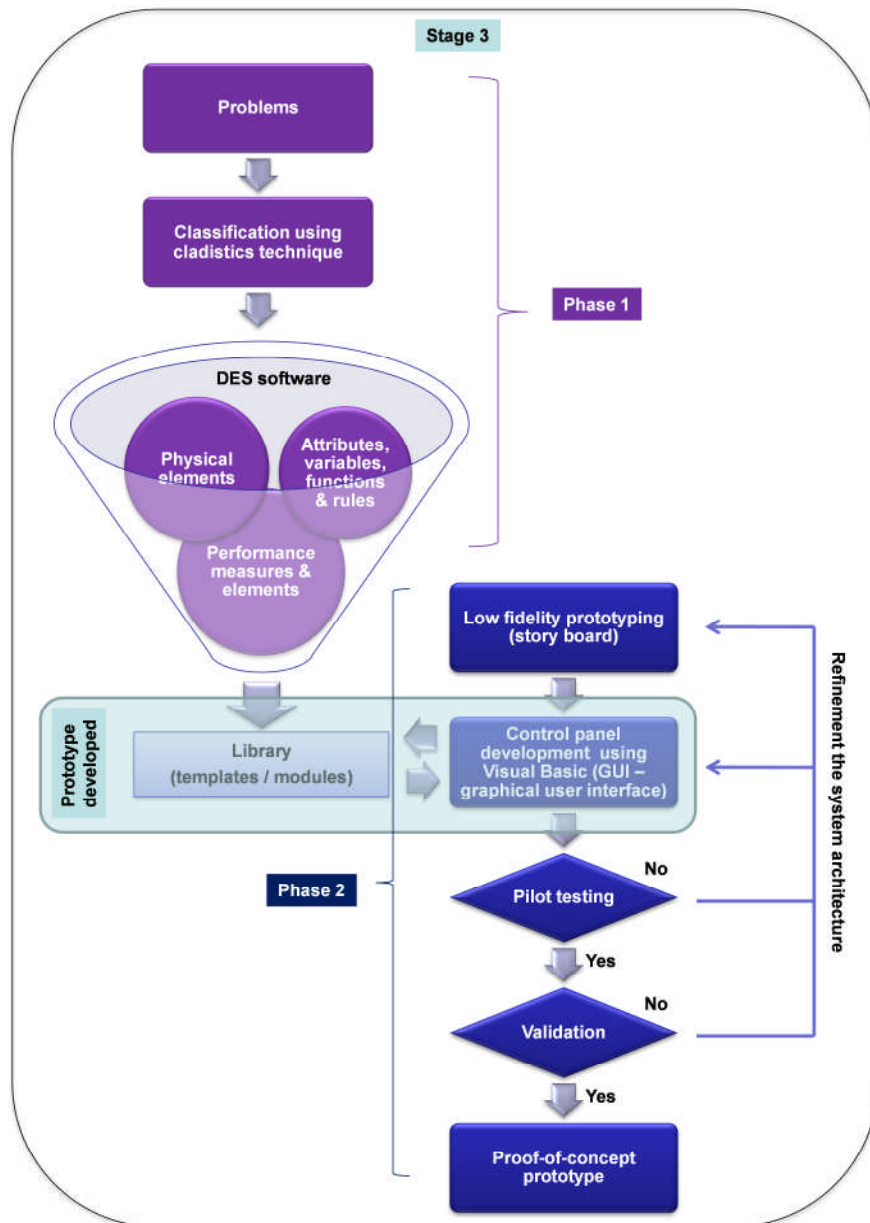 Stage 3
Problems
Classification using
cladistics technique
Phase 1
DES software
Physical
elements
Attributes,
variables,
functions
& rules
Performance
measures &
elements
Low fidelity prototyping
(story board)
Prototype
developed
Library
(templates / modules)
Control panel
development using
Visual Basic (GUI –
graphical user interface)
Refinement the system architecture
Phase 2
Pilot testing
No
Yes
Validation
No
Yes
Proof-of-concept
prototype